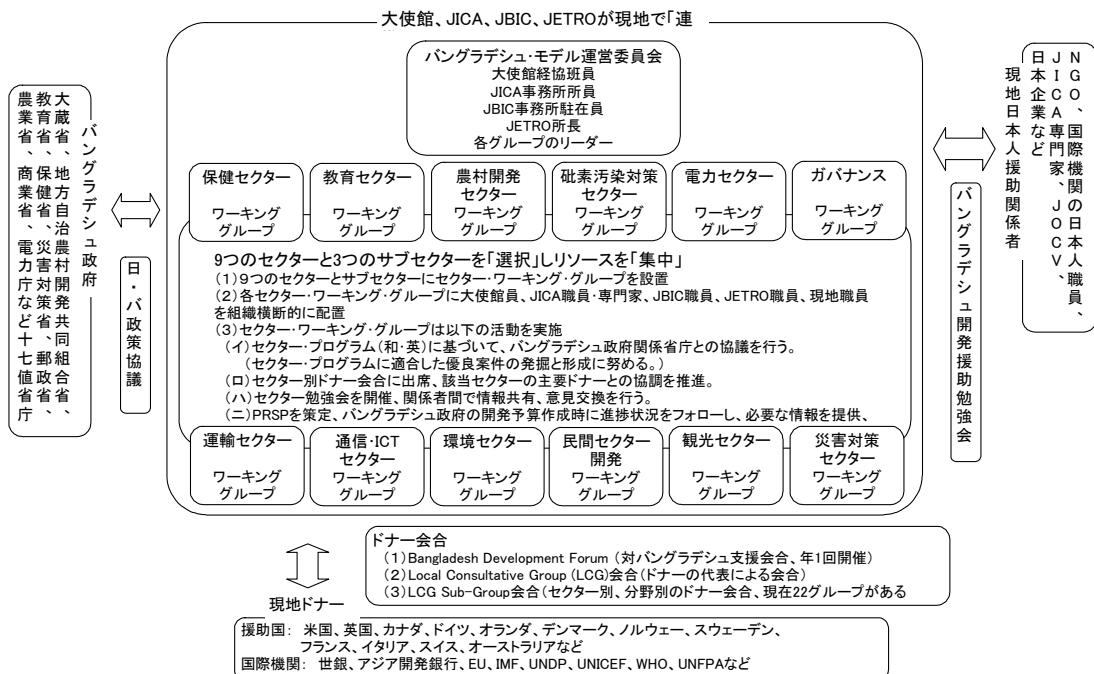 大使館、JICA、JBIC、JETROが現地で「連
バングラデシュ・モデル運営委員会
大使館経協班員
JICA事務所所員
JBIC事務所駐在員
JETRO所長
各グループのリーダー
バングラデシュ政府
大蔵省、地方自治農村開発共同組合省、
教育省、保健省、災害対策省、郵政省、
農業省、商業省、電力庁など十七値省庁
日・バ政策協議
NGO、国際機関の日本人職員、
JICA専門家、JOCV、
日本企業など
現地日本人援助関係者
バングラデシュ開発援助勉強会
保健セクター
ワーキング
グループ
教育セクター
ワーキング
グループ
農村開発
セクター
ワーキング
グループ
砒素汚染対策
セクター
ワーキング
グループ
電力セクター
ワーキング
グループ
ガバナンス
ワーキング
グループ
9つのセクターと3つのサブセクターを「選択」しリソースを「集中」
(1)9つのセクターとサブセクターにセクター・ワーキング・グループを設置
(2)各セクター・ワーキング・グループに大使館員、JICA職員・専門家、JBIC職員、JETRO職員、現地職員
を組織横断的に配置
(3)セクター・ワーキング・グループは以下の活動を実施
(イ)セクター・プログラム(和・英)に基づいて、バングラデシュ政府関係省庁との協議を行う。
(セクター・プログラムに適合した優良案件の発掘と形成に努める。)
(ロ)セクター別ドナー会合に出席、該当セクターの主要ドナーとの協調を推進。
(ハ)セクター勉強会を開催、関係者間で情報共有、意見交換を行う。
(ニ)PRSPを策定、バングラデシュ政府の開発予算作成時に進捗状況をフォローし、必要な情報を提供、
運輸セクター
ワーキング
グループ
通信・ICT
セクター
ワーキング
グループ
環境セクター
ワーキング
グループ
民間セクター
開発
ワーキング
グループ
観光セクター
ワーキング
グループ
災害対策
セクター
ワーキング
グループ
ドナー会合
(1)Bangladesh Development Forum (対バングラデシュ支援会合、年1回開催)
(2)Local Consultative Group (LCG)会合(ドナーの代表による会合)
(3)LCG Sub-Group会合(セクター別、分野別のドナー会合、現在22グループがある
現地ドナー
援助国: 米国、英国、カナダ、ドイツ、オランダ、デンマーク、ノルウェー、スウェーデン、
フランス、イタリア、スイス、オーストラリアなど
国際機関: 世銀、アジア開発銀行、EU、IMF、UNDP、UNICEF、WHO、UNFPAなど